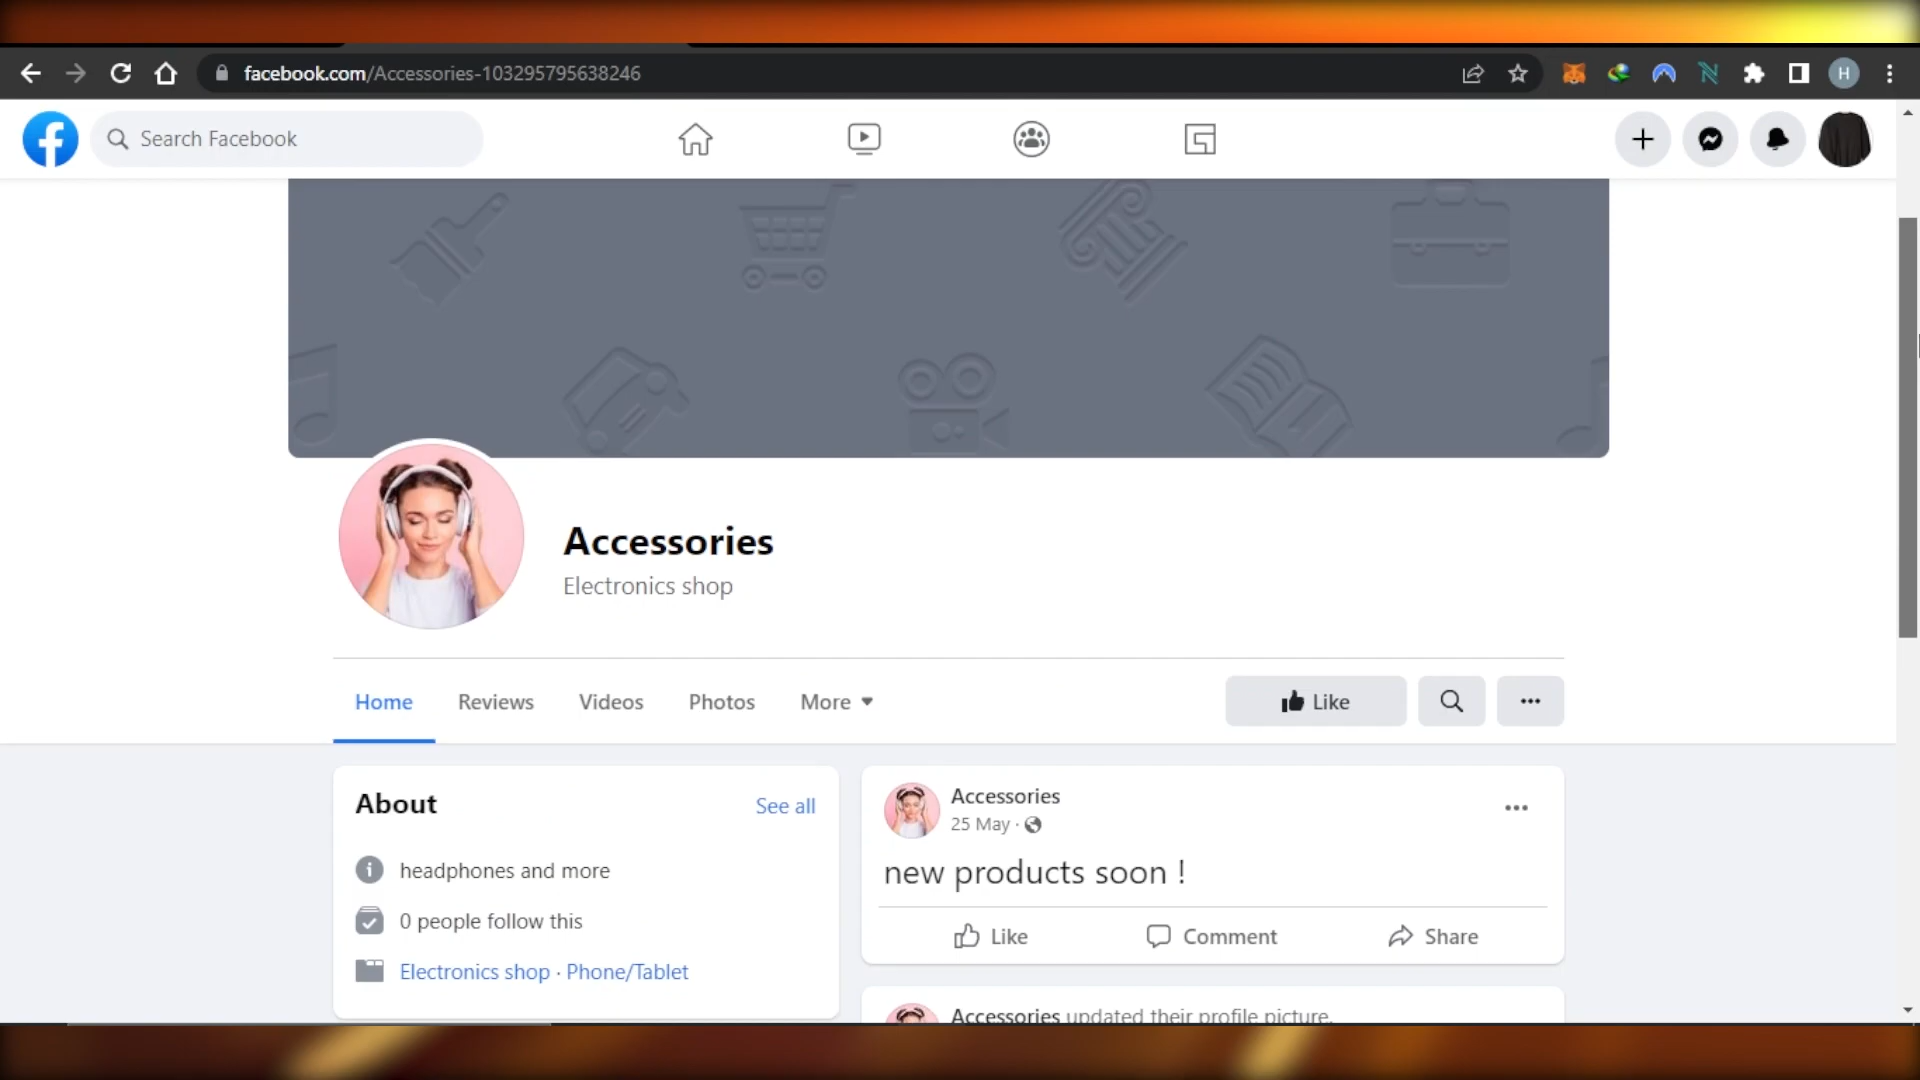 facebook.com/Accessories-103295795638246
H
Search Facebook
Accessories
Electronics shop
Home
Reviews
Videos
Photos
More
Like
About
See all
headphones and more
0 people follow this
Electronics shop · Phone/Tablet
Accessories
25 May ·
new products soon !
Like
Comment
Share
Accessories updated their profile picture.